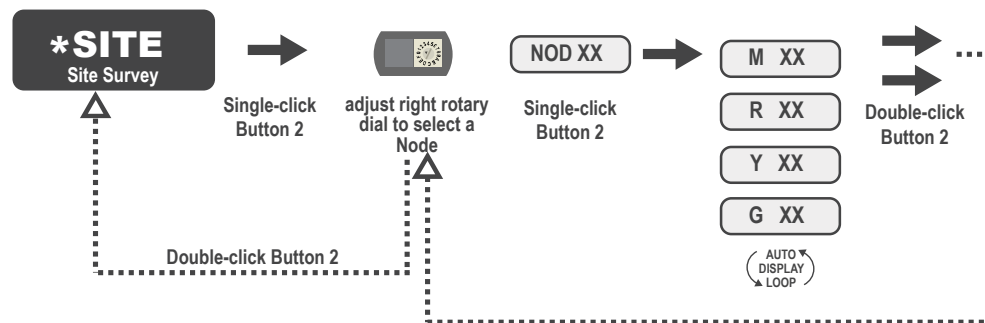 *SITE
Site Survey
Single-click
Button 2
adjust right rotary
dial to select a
Node
NOD XX
Single-click
Button 2
M XX
R XX
Y XX
G XX
AUTO
DISPLAY
LOOP
Double-click
Button 2
Double-click Button 2